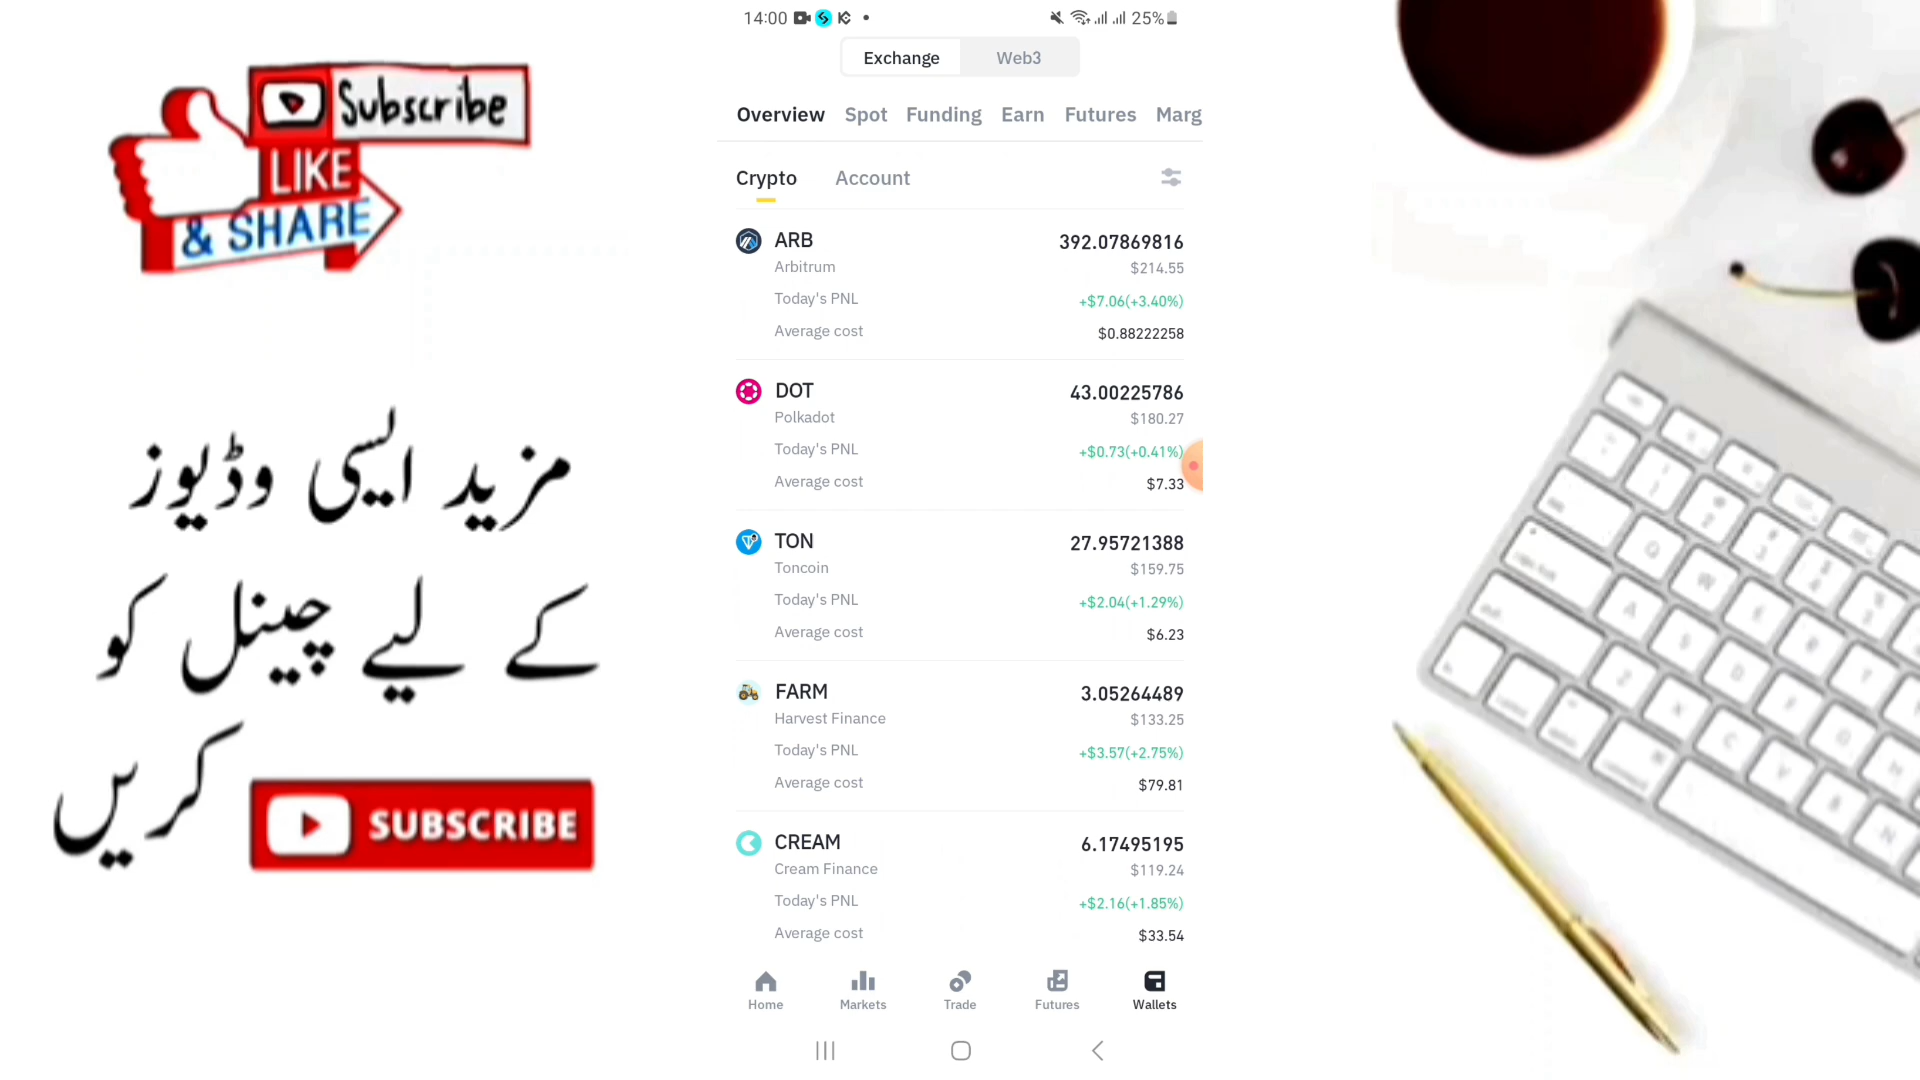 Subscribe
LIKE
& SHARE
مزید ایسی وڈیوز
کے لیے چینل کو
کریں
SUBSCRIBE
14:00
25%
Exchange Web3
Overview Spot Funding Earn Futures Marg
Crypto Account
ARB 392.07869816
Arbitrum $214.55
Today's PNL +$7.06(+3.40%)
Average cost $0.88222258
DOT 43.00225786
Polkadot $180.27
Today's PNL +$0.73(+0.41%)
Average cost $7.33
TON 27.95721388
Toncoin $159.75
Today's PNL +$2.04(+1.29%)
Average cost $6.23
FARM 3.05264489
Harvest Finance $133.25
Today's PNL +$3.57(+2.75%)
Average cost $79.81
CREAM 6.17495195
Cream Finance $119.24
Today's PNL +$2.16(+1.85%)
Average cost $33.54
Home Markets Trade Futures Wallets